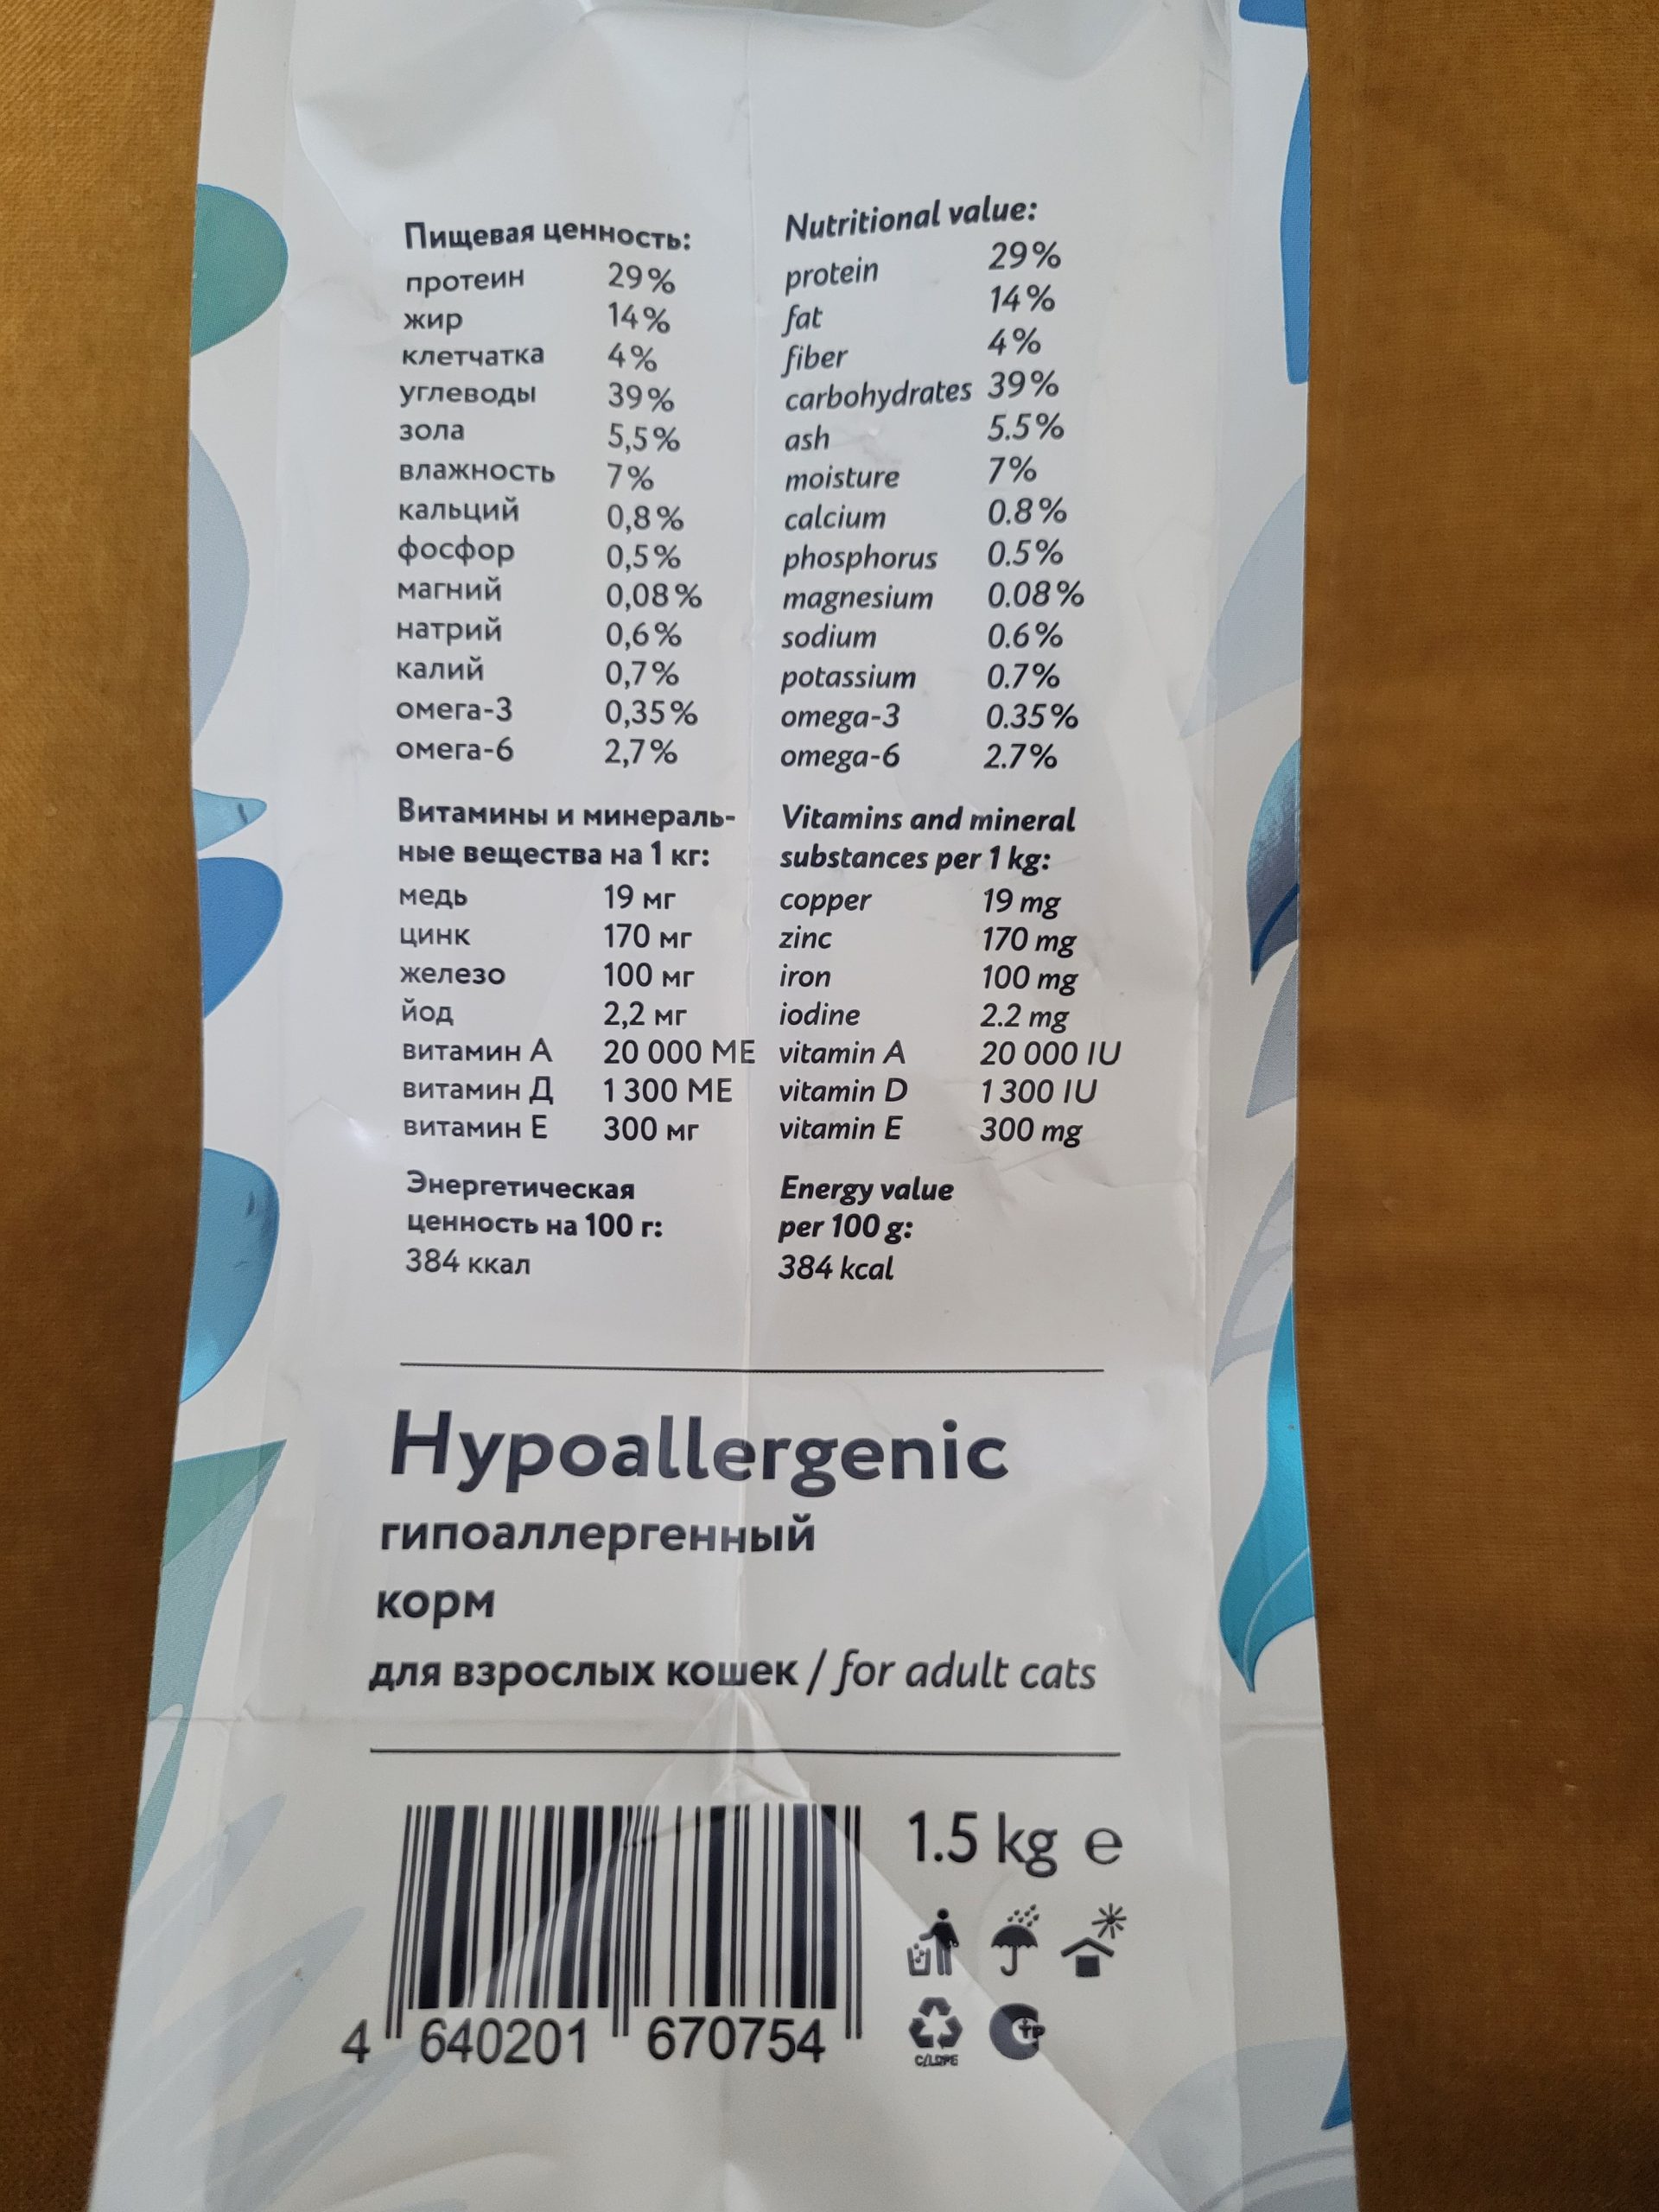 Пищевая ценность:
протеин 29%
жир 14%
клетчатка 4%
углеводы 39%
зола 5,5%
влажность 7%
кальций 0,8%
фосфор 0,5%
магний 0,08%
натрий 0,6%
калий 0,7%
омега-3 0,35%
омега-6 2,7%
Витамины и минераль-
ные вещества на 1 кг:
медь 19 мг
цинк 170 мг
железо 100 мг
йод 2,2 мг
витамин А 20 000 МЕ
витамин Д 1 300 МЕ
витамин Е 300 мг
Энергетическая
ценность на 100 г:
384 ккал
Nutritional value:
protein 29%
fat 14%
fiber 4%
carbohydrates 39%
ash 5.5%
moisture 7%
calcium 0.8%
phosphorus 0.5%
magnesium 0.08%
sodium 0.6%
potassium 0.7%
omega-3 0.35%
omega-6 2.7%
Vitamins and mineral
substances per 1 kg:
copper 19 mg
zinc 170 mg
iron 100 mg
iodine 2.2 mg
vitamin A 20 000 IU
vitamin D 1 300 IU
vitamin E 300 mg
Energy value
per 100 g:
384 kcal
Hypoallergenic
гипоаллергенный
корм
для взрослых кошек / for adult cats
4 640201 670754
1.5 kg e
C/LDPE